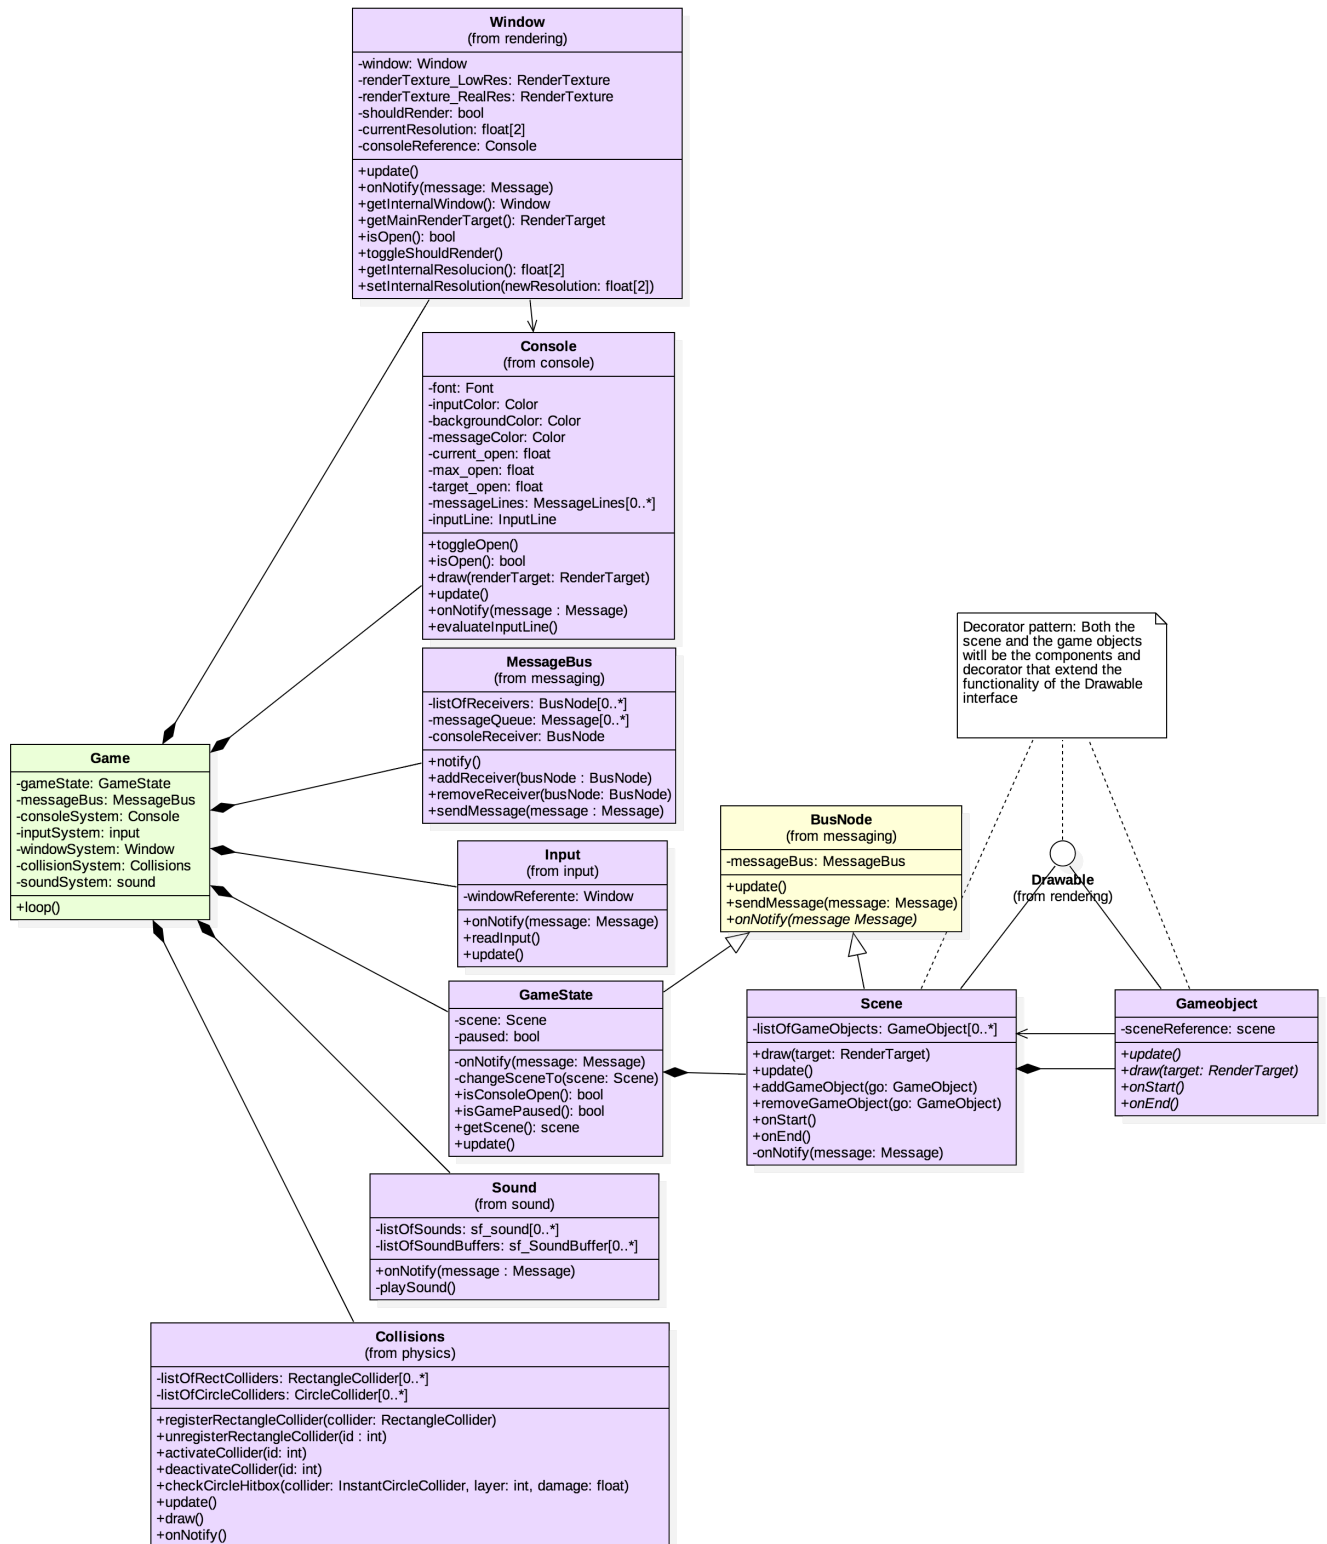 Window
(from rendering)
-window: Window
-renderTexture_LowRes: RenderTexture
-renderTexture_RealRes: RenderTexture
-shouldRender: bool
-currentResolution: float[2]
-consoleReference: Console
+update()
+onNotify(message: Message)
+getInternalWindow(): Window
+getMainRenderTarget(): RenderTarget
+isOpen(): bool
+toggleShouldRender()
+getInternalResolucion(): float[2]
+setInternalResolution(newResolution: float[2])
Console
(from console)
-font: Font
-inputColor: Color
-backgroundColor: Color
-messageColor: Color
-current_open: float
-max_open: float
-target_open: float
-messageLines: MessageLines[0..*]
-inputLine: InputLine
+toggleOpen()
+isOpen(): bool
+draw(renderTarget: RenderTarget)
+update()
+onNotify(message : Message)
+evaluateInputLine()
Decorator pattern: Both the
scene and the game objects
witll be the components and
decorator that extend the
functionality of the Drawable
interface
MessageBus
(from messaging)
-listOfReceivers: BusNode[0..*]
-messageQueue: Message[0..*]
-consoleReceiver: BusNode
+notify()
+addReceiver(busNode : BusNode)
+removeReceiver(busNode: BusNode)
+sendMessage(message : Message)
Game
-gameState: GameState
-messageBus: MessageBus
-consoleSystem: Console
-inputSystem: input
-windowSystem: Window
-collisionSystem: Collisions
-soundSystem: sound
+loop()
BusNode
(from messaging)
-messageBus: MessageBus
+update()
+sendMessage(message: Message)
+onNotify(message Message)
Drawable
(from rendering)
Input
(from input)
-windowReferente: Window
+onNotify(message: Message)
+readInput()
+update()
GameState
-scene: Scene
-paused: bool
-onNotify(message: Message)
-changeSceneTo(scene: Scene)
+isConsoleOpen(): bool
+isGamePaused(): bool
+getScene(): scene
+update()
Scene
-listOfGameObjects: GameObject[0..*]
+draw(target: RenderTarget)
+update()
+addGameObject(go: GameObject)
+removeGameObject(go: GameObject)
+onStart()
+onEnd()
-onNotify(message: Message)
Gameobject
-sceneReference: scene
+update()
+draw(target: RenderTarget)
+onStart()
+onEnd()
Sound
(from sound)
-listOfSounds: sf_sound[0..*]
-listOfSoundBuffers: sf_SoundBuffer[0..*]
+onNotify(message : Message)
-playSound()
Collisions
(from physics)
-listOfRectColliders: RectangleCollider[0..*]
-listOfCircleColliders: CircleCollider[0..*]
+registerRectangleCollider(collider: RectangleCollider)
+unregisterRectangleCollider(id : int)
+activateCollider(id: int)
+deactivateCollider(id: int)
+checkCircleHitbox(collider: InstantCircleCollider, layer: int, damage: float)
+update()
+draw()
+onNotify()